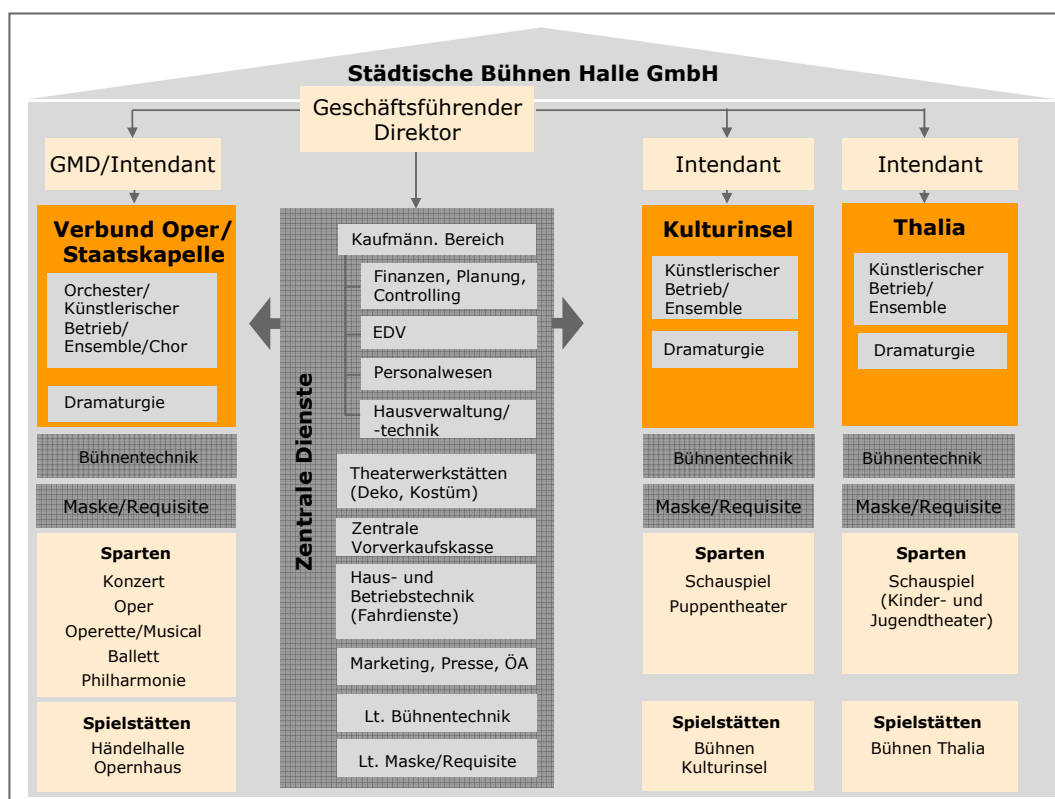 Städtische Bühnen Halle GmbH
Geschäftsführender
Direktor
GMD/Intendant
Verbund Oper/
Staatskapelle
Orchester/
Künstlerischer
Betrieb/
Ensemble/Chor
Dramaturgie
Bühnentechnik
Maske/Requisite
Sparten
Konzert
Oper
Operette/Musical
Ballett
Philharmonie
Spielstätten
Händelhalle
Opernhaus
Zentrale Dienste
Kaufmänn. Bereich
Finanzen, Planung,
Controlling
EDV
Personalwesen
Hausverwaltung/
-technik
Theaterwerkstätten
(Deko, Kostüm)
Zentrale
Vorverkaufskasse
Haus- und
Betriebstechnik
(Fahrdienste)
Marketing, Presse, ÖA
Lt. Bühnentechnik
Lt. Maske/Requisite
Intendant
Kulturinsel
Künstlerischer
Betrieb/
Ensemble
Dramaturgie
Bühnentechnik
Maske/Requisite
Sparten
Schauspiel
Puppentheater
Spielstätten
Bühnen
Kulturinsel
Intendant
Thalia
Künstlerischer
Betrieb/
Ensemble
Dramaturgie
Bühnentechnik
Maske/Requisite
Sparten
Schauspiel
(Kinder- und
Jugendtheater)
Spielstätten
Bühnen Thalia